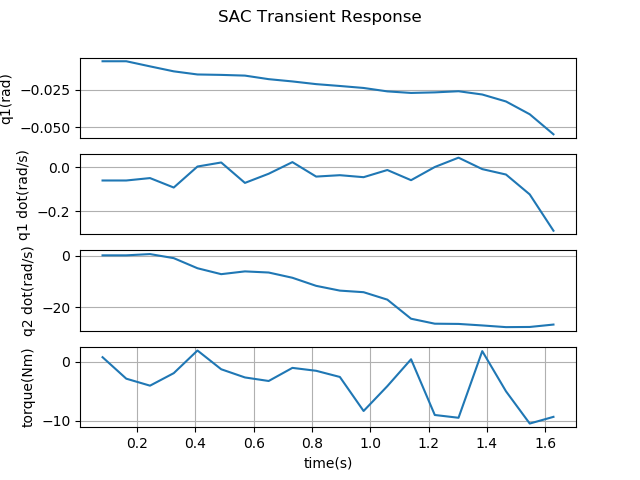 SAC Transient Response
q1(rad)
−0.025
−0.050
q1 dot(rad/s)
0.0
−0.2
q2 dot(rad/s)
0
−20
torque(Nm)
0
−10
0.2 0.4 0.6 0.8 1.0 1.2 1.4 1.6
time(s)